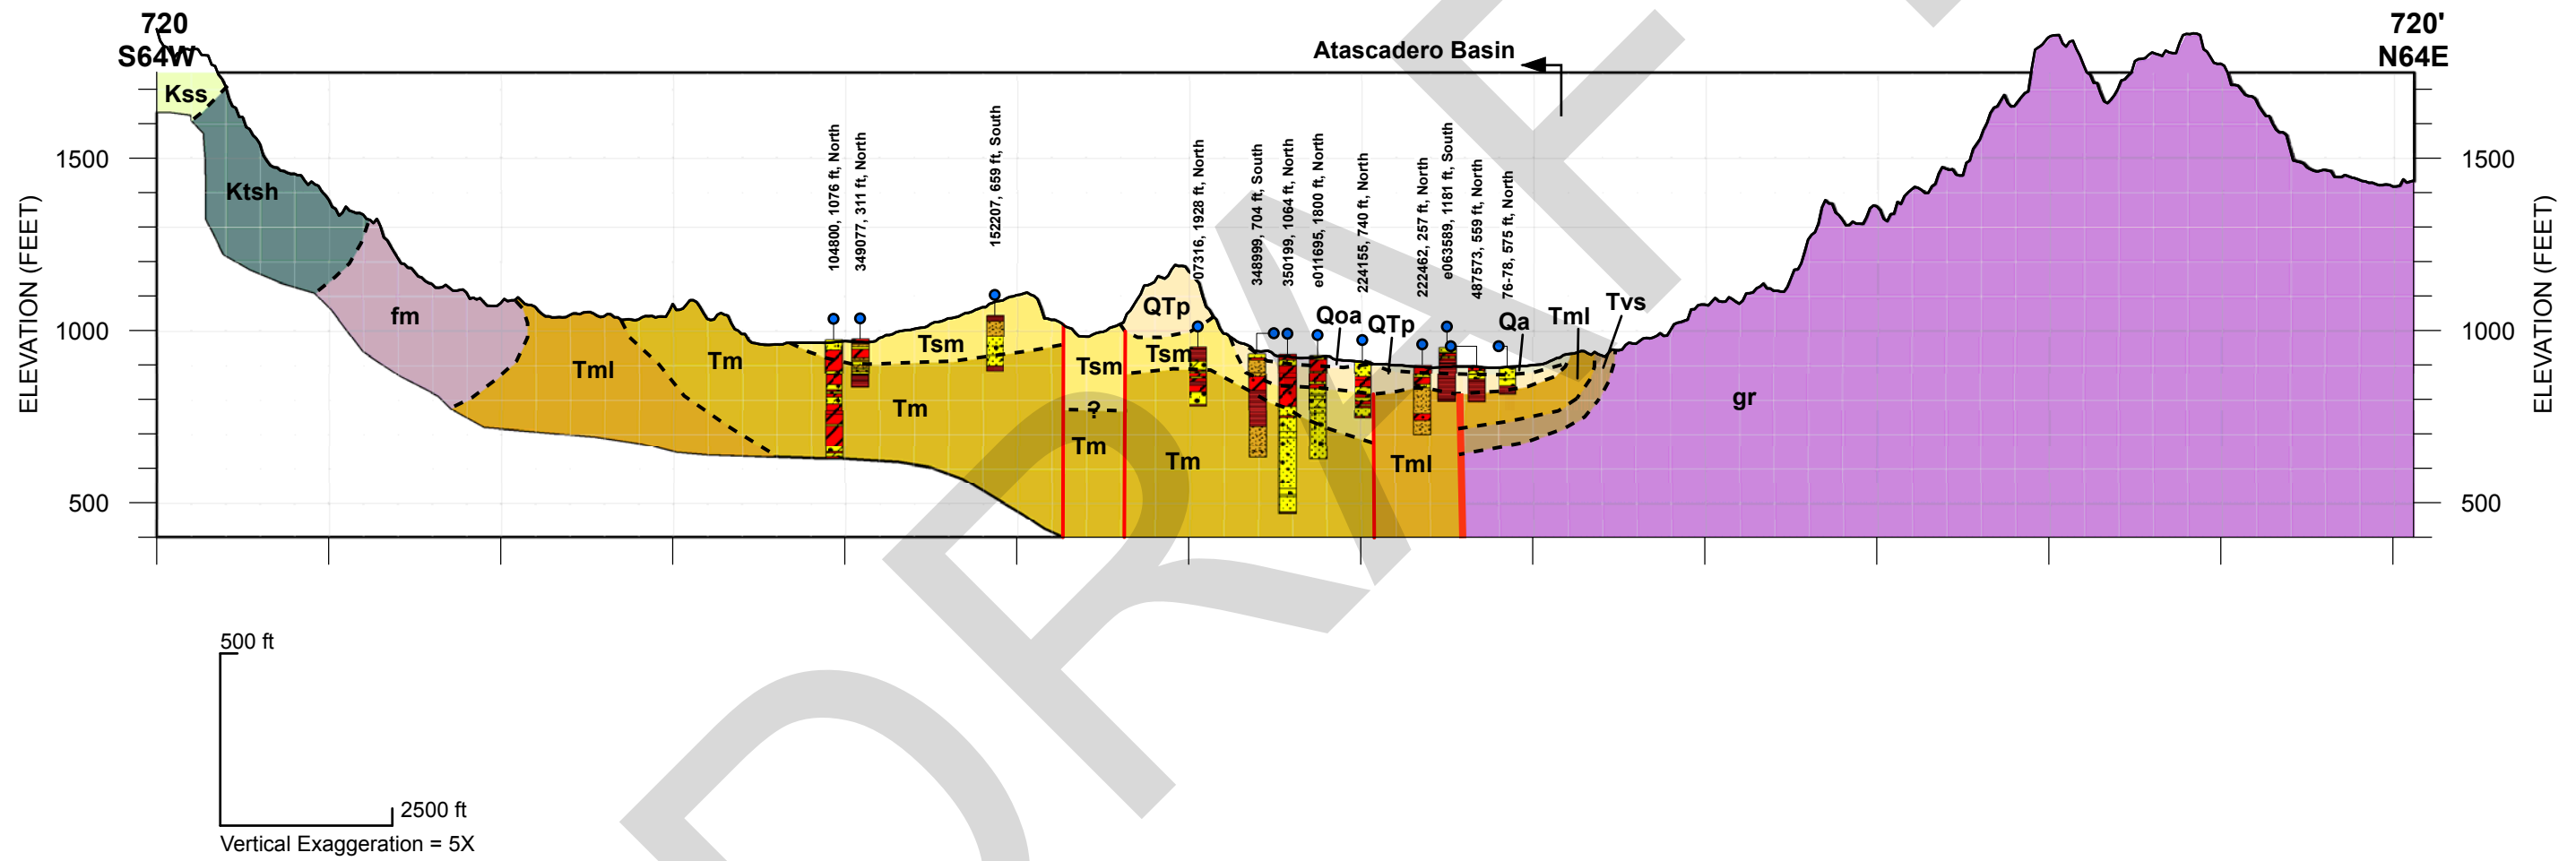 720
S64W
Atascadero Basin
720'
N64E
Kss
Ktsh
fm
Tml
Tm
Tsm
Tm
Tsm
?
Tm
QTp
Tsm
Tm
Qoa
QTp
Qa
Tml
Tvs
Tml
gr
104800, 1076 ft, North
349077, 311 ft, North
152207, 659 ft, South
07316, 1928 ft, North
348999, 704 ft, South
350199, 1064 ft, North
e011695, 1800 ft, North
224155, 740 ft, North
222462, 257 ft, North
e063589, 1181 ft, South
487573, 559 ft, North
76-78, 575 ft, North
ELEVATION (FEET)
1500
1000
500
1500
1000
500
ELEVATION (FEET)
500 ft
2500 ft
Vertical Exaggeration = 5X
DRAFT